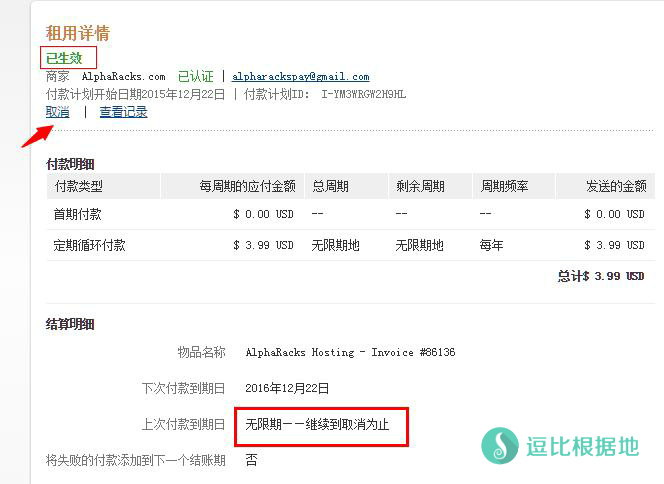 租用详情
已生效
商家 AlphaRacks.com 已认证 | alpharackspay@gmail.com
付款计划开始日期2015年12月22日 | 付款计划ID: I-YM3WRGW2H9HL
取消 | 查看记录
付款明细
付款类型 每周期的应付金额 总周期 剩余周期 周期频率 发送的金额
首期付款 $ 0.00 USD -- -- -- $ 0.00 USD
定期循环付款 $ 3.99 USD 无限期地 无限期地 每年 $ 3.99 USD
总计$ 3.99 USD
结算明细
物品名称 AlphaRacks Hosting - Invoice #86136
下次付款到期日 2016年12月22日
上次付款到期日 无限期－－继续到取消为止
将失败的付款添加到下一个结账期 否
逗比根据地